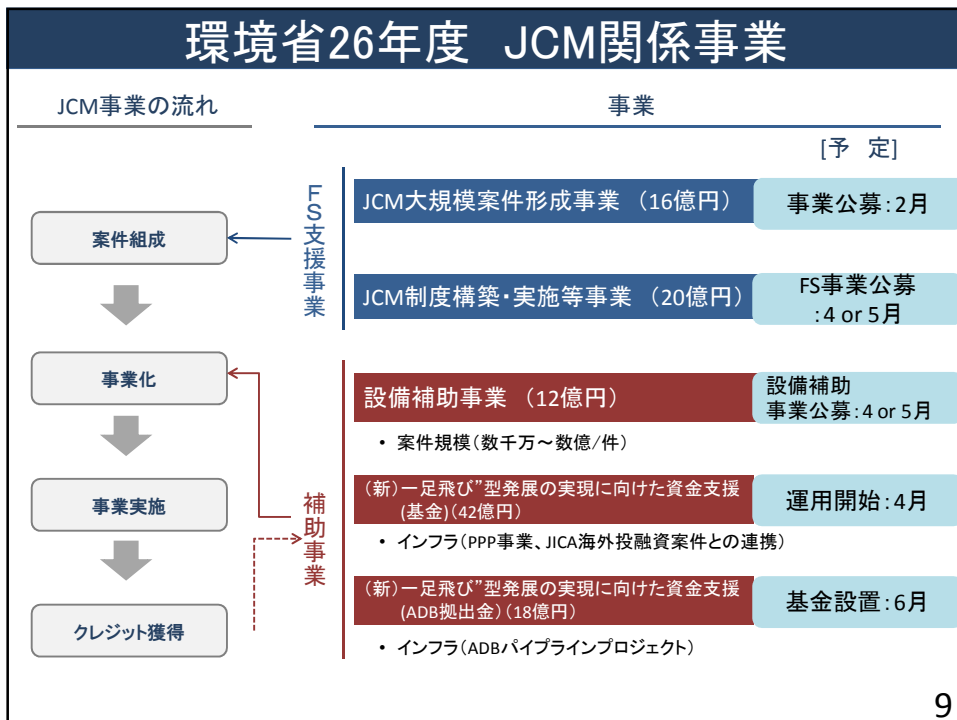 環境省26年度　JCM関係事業
JCM事業の流れ
事業
[予　定]
案件組成
事業化
事業実施
クレジット獲得
FS支援事業
JCM大規模案件形成事業 （16億円）
事業公募：2月
JCM制度構築・実施等事業 （20億円）
FS事業公募
：4 or 5月
補助事業
設備補助事業 （12億円）
設備補助
事業公募：4 or 5月
• 案件規模（数千万～数億/件）
（新）一足飛び”型発展の実現に向けた資金支援
(基金)（42億円）
運用開始：4月
• インフラ（PPP事業、JICA海外投融資案件との連携）
（新）一足飛び”型発展の実現に向けた資金支援
(ADB拠出金)（18億円）
基金設置：6月
• インフラ（ADBパイプラインプロジェクト）
9